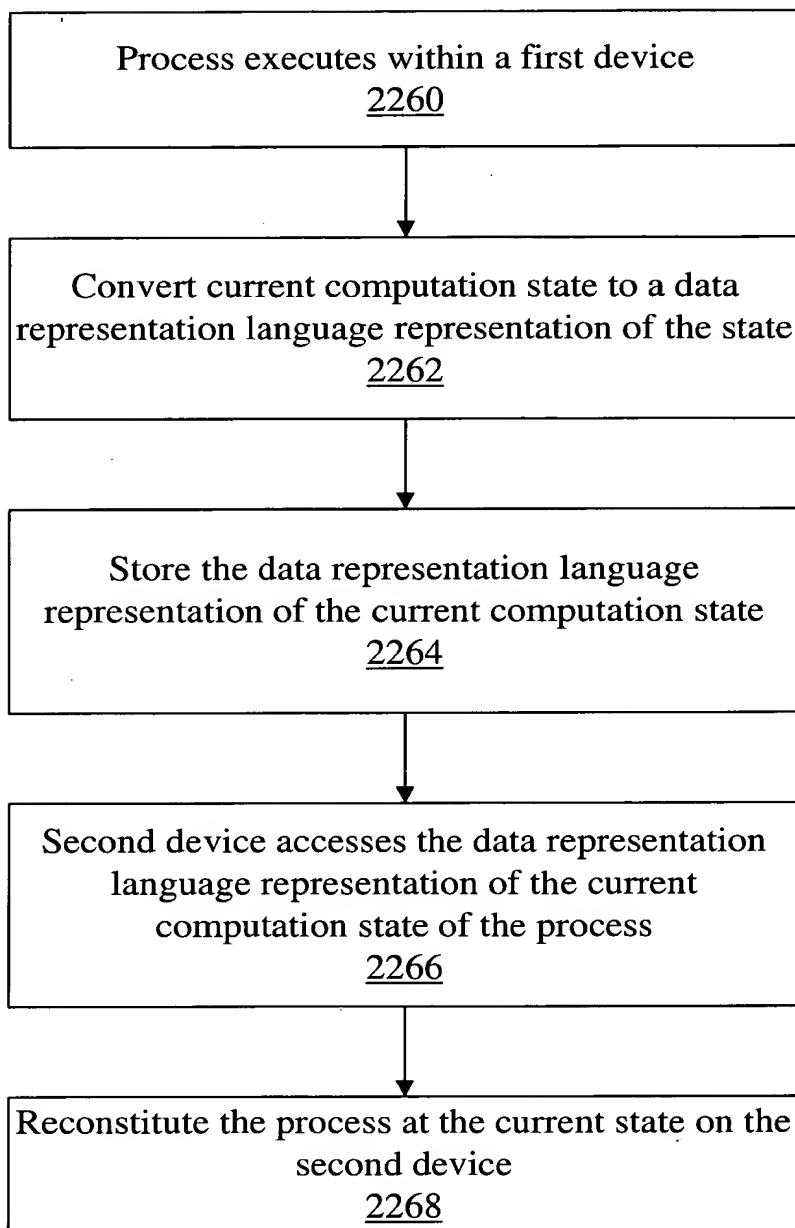 Process executes within a first device
2260
Convert current computation state to a data
representation language representation of the state
2262
Store the data representation language
representation of the current computation state
2264
Second device accesses the data representation
language representation of the current
computation state of the process
2266
Reconstitute the process at the current state on the
second device
2268